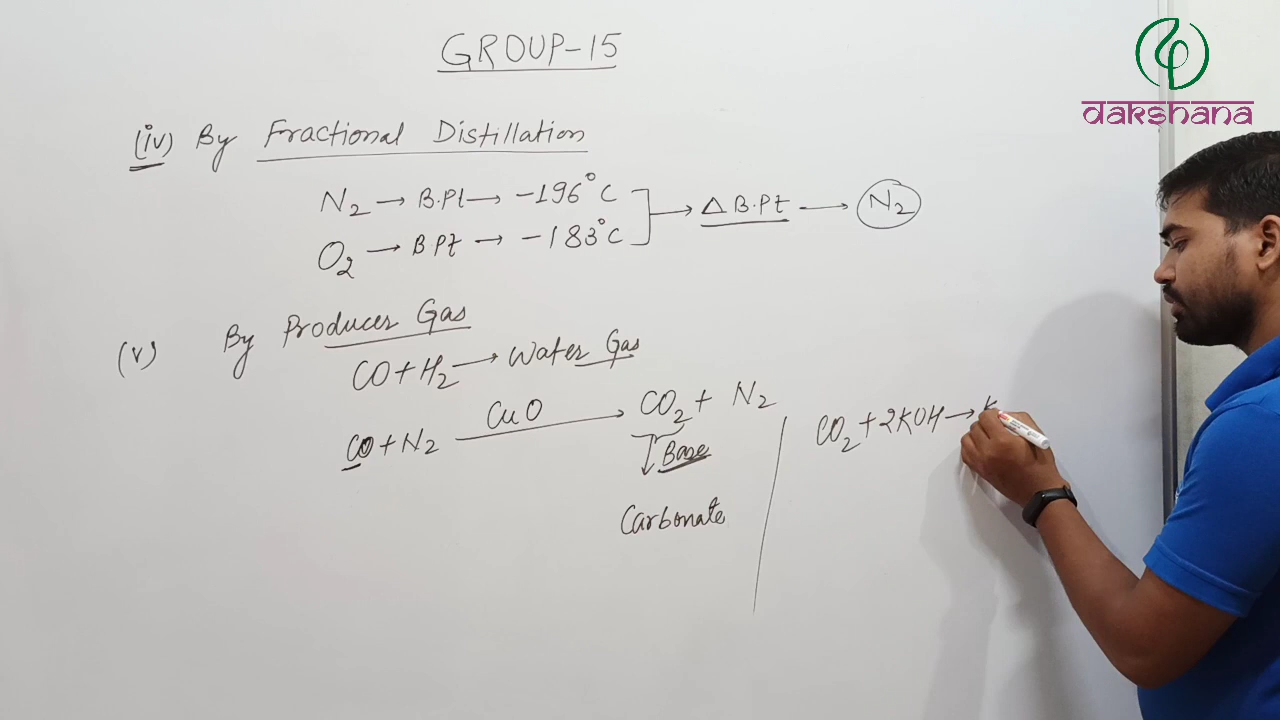 GROUP-15
dakshana
(iv) By Fractional Distillation
N2 → B.Pt → -196°C
O2 → B Pt → -183°C
△ B.Pt → N2
(v) By Producer Gas
CO + H2 → Water Gas
CO + N2 CuO → CO2 + N2
Base
Carbonate
CO2 + 2KOH → K